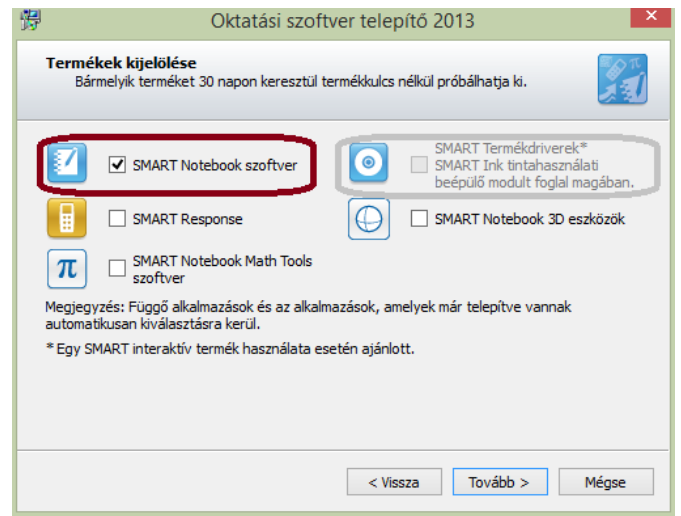 Oktatási szoftver telepítő 2013
Termékek kijelölése
Bármelyik terméket 30 napon keresztül termékkulcs nélkül próbálhatja ki.
SMART Notebook szoftver
SMART Termékdriverek*
SMART Ink tintahasználati
beépülő modult foglal magában.
SMART Response
SMART Notebook 3D eszközök
SMART Notebook Math Tools
szoftver
Megjegyzés: Függő alkalmazások és az alkalmazások, amelyek már telepítve vannak
automatikusan kiválasztásra kerül.
* Egy SMART interaktív termék használata esetén ajánlott.
< Vissza
Tovább >
Mégse